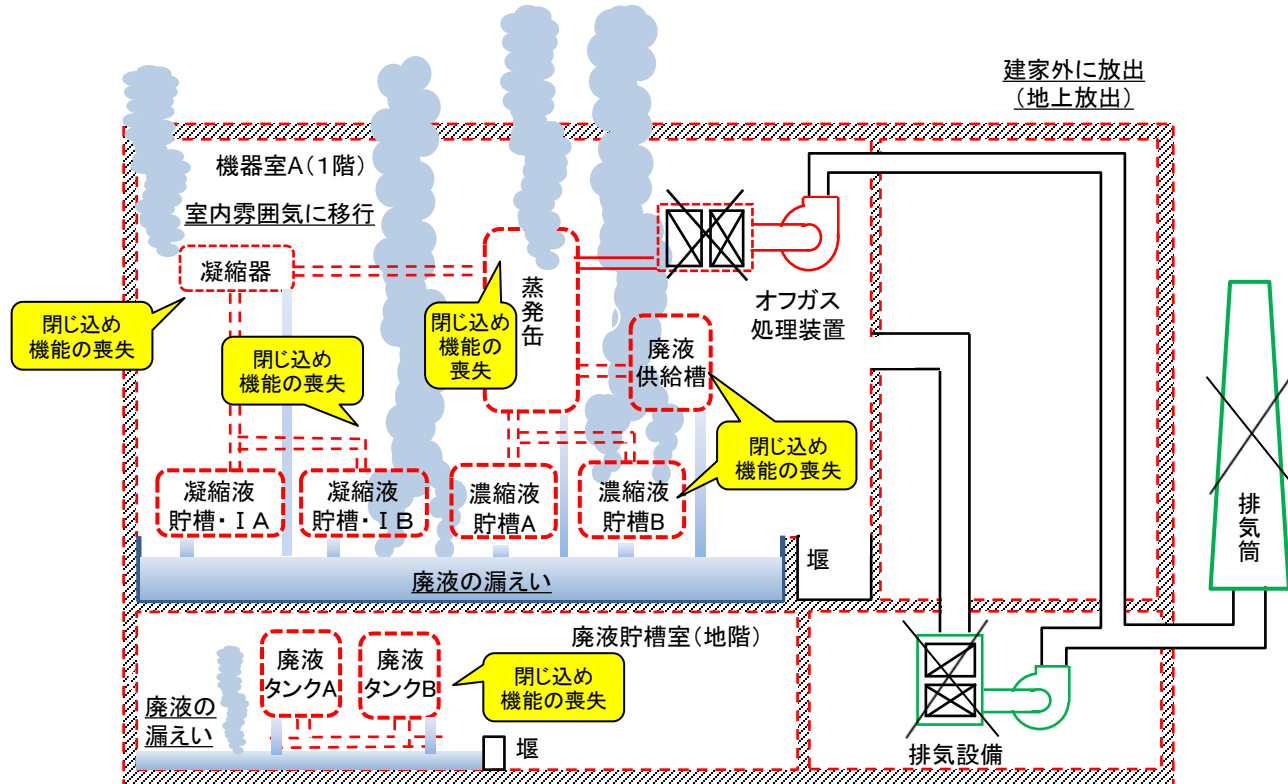 建家外に放出
(地上放出)
機器室A(1階)
室内雰囲気に移行
凝縮器
閉じ込め
機能の喪失
閉じ込め
機能の喪失
閉じ込め
機能の
喪失
蒸発缶
オフガス
処理装置
廃液
供給槽
閉じ込め
機能の喪失
凝縮液
貯槽・ⅠA
凝縮液
貯槽・ⅠB
濃縮液
貯槽A
濃縮液
貯槽B
排気筒
堰
廃液の漏えい
廃液貯槽室(地階)
廃液
タンクA
廃液
タンクB
閉じ込め
機能の喪失
廃液の
漏えい
堰
排気設備